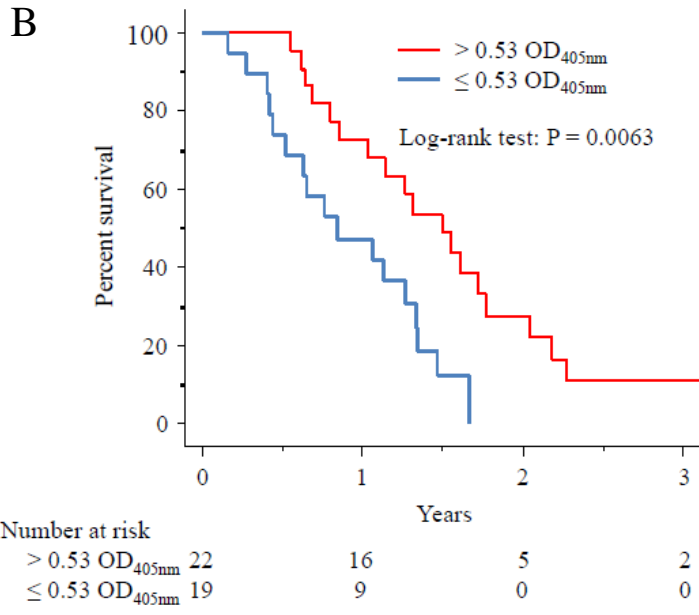 B
100
80
60
40
20
0
Percent survival
> 0.53 OD405nm
≤ 0.53 OD405nm
Log-rank test: P = 0.0063
0 1 2 3
Years
Number at risk
> 0.53 OD405nm 22 16 5 2
≤ 0.53 OD405nm 19 9 0 0